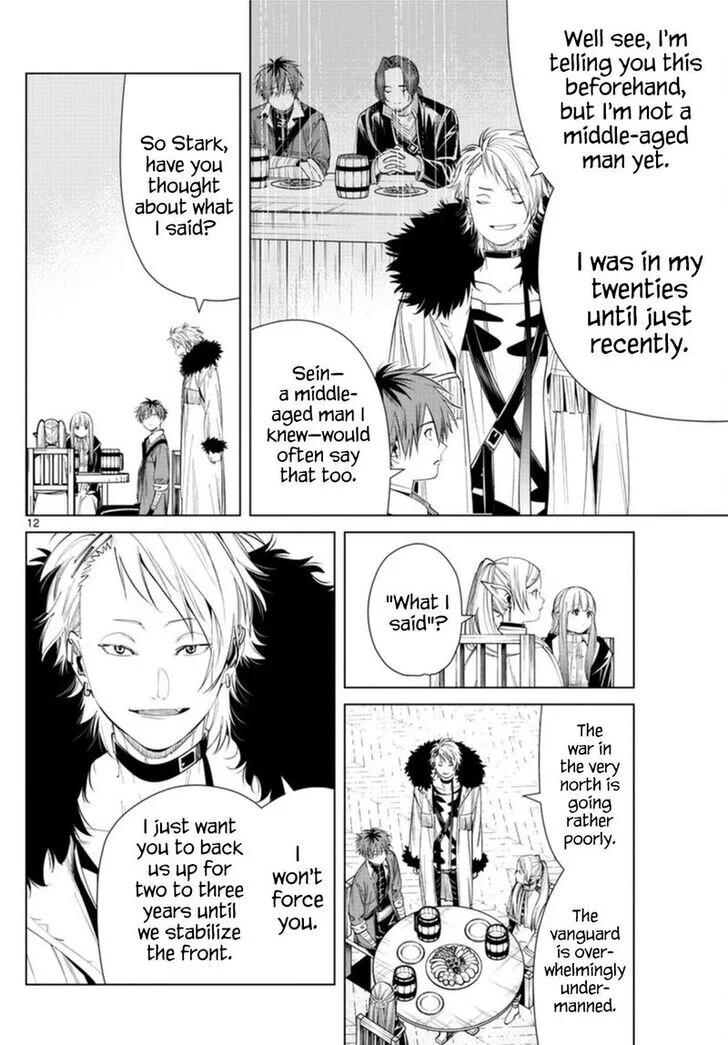 Well see, I'm
telling you this
beforehand,
but I'm not a
middle-aged
man yet.
I was in my
twenties
until just
recently.
Sein—
a middle-
aged man I
knew—would
often say
that too.
So Stark,
have you
thought
about what
I said?
12
"What I
said"?
The
war in
the very
north is
going
rather
poorly.
The
vanguard
is over-
whelmingly
under-
manned.
I
won't
force
you.
I just want
you to back
us up for
two to three
years until
we stabilize
the front.